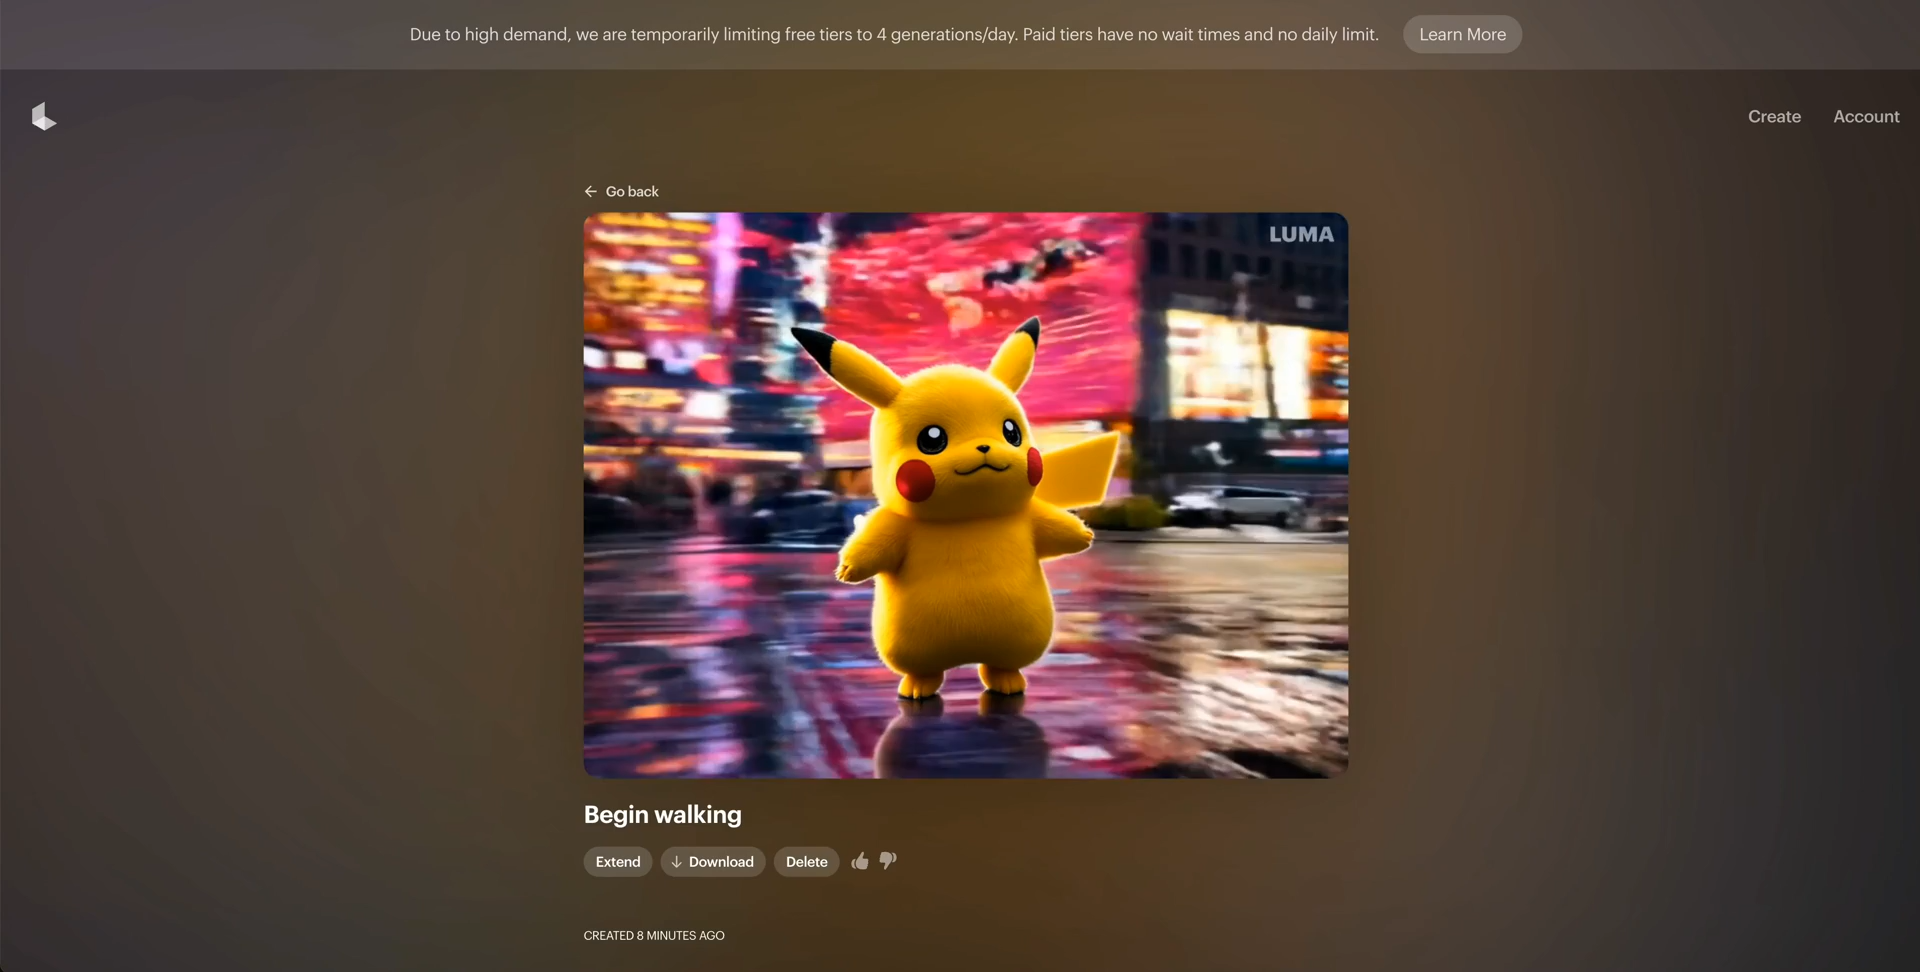 Due to high demand, we are temporarily limiting free tiers to 4 generations/day. Paid tiers have no wait times and no daily limit.
Learn More
Create
Account
← Go back
LUMA
Begin walking
Extend
↓ Download
Delete
CREATED 8 MINUTES AGO